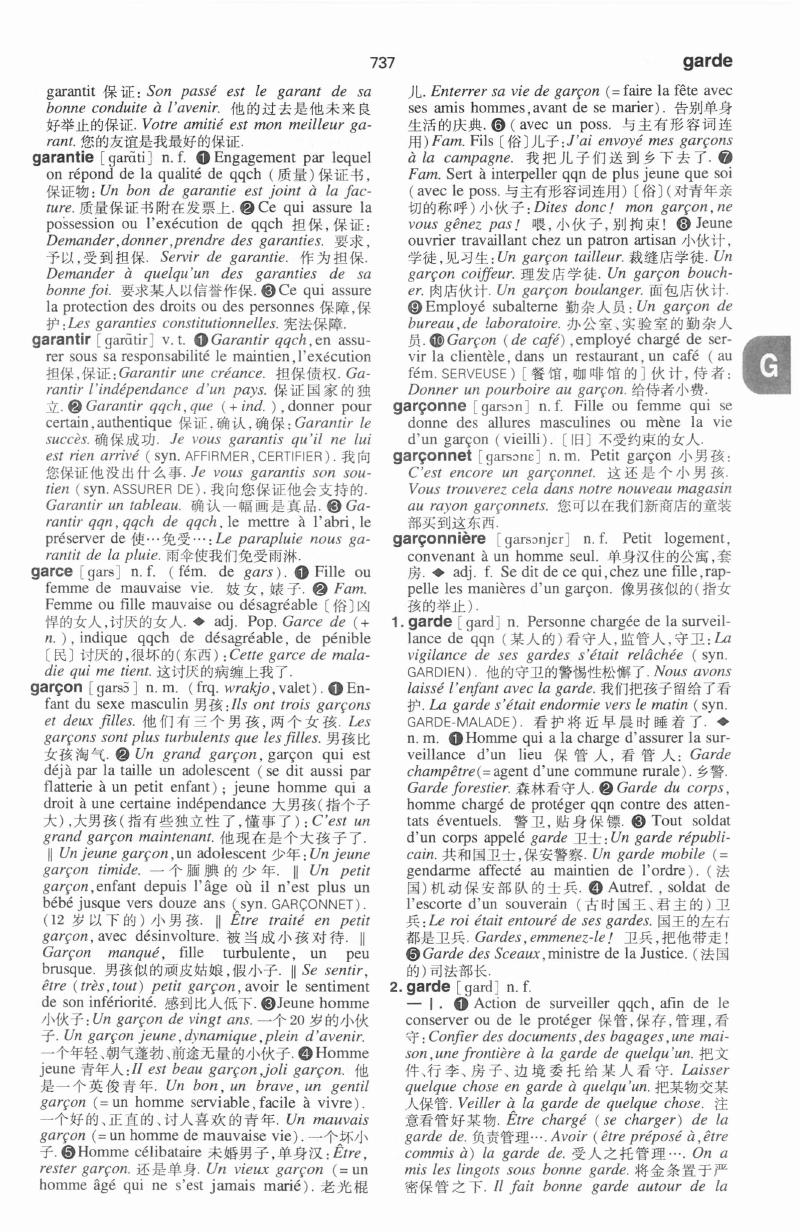 737
garde
garantit 保证: Son passé est le garant de sa
bonne conduite à l'avenir. 他的过去是他未来良
好举止的保证. Votre amitié est mon meilleur ga-
rant. 您的友谊是我最好的保证.
garantie [garɑ̃ti] n. f. ❶ Engagement par lequel
on répond de la qualité de qqch (质量)保证书,
保证物: Un bon de garantie est joint à la fac-
ture. 质量保证书附在发票上. ❷ Ce qui assure la
possession ou l'exécution de qqch 担保,保证:
Demander,donner,prendre des garanties. 要求,
予以,受到担保. Servir de garantie. 作为担保.
Demander à quelqu'un des garanties de sa
bonne foi. 要求某人以信誉作保. ❸ Ce qui assure
la protection des droits ou des personnes 保障,保
护: Les garanties constitutionnelles. 宪法保障.
garantir [garɑ̃tir] v. t. ❶ Garantir qqch, en assu-
rer sous sa responsabilité le maintien,l'exécution
担保,保证: Garantir une créance. 担保债权. Ga-
rantir l'indépendance d'un pays. 保证国家的独
立. ❷ Garantir qqch,que (+ind. ), donner pour
certain,authentique 保证,确认,确保: Garantir le
succès. 确保成功. Je vous garantis qu'il ne lui
est rien arrivé (syn. AFFIRMER, CERTIFIER). 我向
您保证他没出什么事. Je vous garantis son sou-
tien (syn. ASSURER DE). 我向您保证他会支持的.
Garantir un tableau. 确认一幅画是真品. ❸ Ga-
rantir qqn, qqch de qqch, le mettre à l'abri, le
préserver de 使…免受…: Le parapluie nous ga-
rantit de la pluie. 雨伞使我们免受雨淋.
garce [gars] n. f. (fém. de gars). ❶ Fille ou
femme de mauvaise vie. 妓女,婊子. ❷ Fam.
Femme ou fille mauvaise ou désagréable 〔俗〕凶
悍的女人,讨厌的女人. ◆ adj. Pop. Garce de (+
n. ), indique qqch de désagréable, de pénible
〔民〕讨厌的,很坏的(东西): Cette garce de mala-
die qui me tient. 这讨厌的病缠上我了.
garçon [garsɔ̃] n. m. (frq. wrakjo, valet). ❶ En-
fant du sexe masculin 男孩: Ils ont trois garçons
et deux filles. 他们有三个男孩,两个女孩. Les
garçons sont plus turbulents que les filles. 男孩比
女孩淘气. ❷ Un grand garçon, garçon qui est
déjà par la taille un adolescent (se dit aussi par
flatterie à un petit enfant); jeune homme qui a
droit à une certaine indépendance 大男孩(指个子
大),大男孩(指有些独立性了,懂事了): C'est un
grand garçon maintenant. 他现在是个大孩子了.
‖ Un jeune garçon, un adolescent 少年: Un jeune
garçon timide. 一个腼腆的少年. ‖ Un petit
garçon, enfant depuis l'âge où il n'est plus un
bébé jusque vers douze ans (syn. GARÇONNET).
(12 岁以下的)小男孩. ‖ Être traité en petit
garçon, avec désinvolture. 被当成小孩对待. ‖
Garçon manqué, fille turbulente, un peu
brusque. 男孩似的顽皮姑娘,假小子. ‖ Se sentir,
être (très,tout) petit garçon, avoir le sentiment
de son infériorité. 感到比人低下. ❸ Jeune homme
小伙子: Un garçon de vingt ans. 一个 20 岁的小伙
子. Un garçon jeune, dynamique, plein d'avenir.
一个年轻、朝气蓬勃、前途无量的小伙子. ❹ Homme
jeune 青年人: Il est beau garçon, joli garçon. 他
是一个英俊青年. Un bon, un brave, un gentil
garçon (=un homme serviable, facile à vivre).
一个好的、正直的、讨人喜欢的青年. Un mauvais
garçon (=un homme de mauvaise vie). 一个坏小
子. ❺ Homme célibataire 未婚男子,单身汉: Être,
rester garçon. 还是单身. Un vieux garçon (= un
homme âgé qui ne s'est jamais marié). 老光棍
儿. Enterrer sa vie de garçon (= faire la fête avec
ses amis hommes,avant de se marier). 告别单身
生活的庆典. ❻ (avec un poss. 与主有形容词连
用) Fam. Fils 〔俗〕儿子: J'ai envoyé mes garçons
à la campagne. 我把儿子们送到乡下去了. ❼
Fam. Sert à interpeller qqn de plus jeune que soi
(avec le poss. 与主有形容词连用)〔俗〕(对青年亲
切的称呼)小伙子: Dites donc! mon garçon, ne
vous gênez pas! 喂,小伙子,别拘束! ❽ Jeune
ouvrier travaillant chez un patron artisan 小伙计,
学徒,见习生: Un garçon tailleur. 裁缝店学徒. Un
garçon coiffeur. 理发店学徒. Un garçon bouch-
er. 肉店伙计. Un garçon boulanger. 面包店伙计.
❾ Employé subalterne 勤杂人员: Un garçon de
bureau, de laboratoire. 办公室、实验室的勤杂人
员. ❿ Garçon (de café), employé chargé de ser-
vir la clientèle, dans un restaurant, un café (au
fém. SERVEUSE) [餐馆,咖啡馆的]伙计,侍者:
Donner un pourboire au garçon. 给侍者小费.
garçonne [garsɔn] n. f. Fille ou femme qui se
donne des allures masculines ou mène la vie
d'un garçon (vieilli). 〔旧〕不受约束的女人.
garçonnet [garsɔnɛ] n. m. Petit garçon 小男孩:
C'est encore un garçonnet. 这还是个小男孩.
Vous trouverez cela dans notre nouveau magasin
au rayon garçonnets. 您可以在我们新商店的童装
部买到这东西.
garçonnière [garsɔnjɛr] n. f. Petit logement,
convenant à un homme seul. 单身汉住的公寓,套
房. ◆ adj. f. Se dit de ce qui, chez une fille, rap-
pelle les manières d'un garçon. 像男孩似的(指女
孩的举止).
1. garde [gard] n. Personne chargée de la surveil-
lance de qqn (某人的)看守人,监管人,守卫: La
vigilance de ses gardes s'était relâchée (syn.
GARDIEN). 他的守卫的警惕性松懈了. Nous avons
laissé l'enfant avec la garde. 我们把孩子留给了看
护. La garde s'était endormie vers le matin (syn.
GARDE-MALADE). 看护将近早晨时睡着了. ◆
n. m. ❶ Homme qui a la charge d'assurer la sur-
veillance d'un lieu 保管人,看管人: Garde
champêtre(=agent d'une commune rurale). 乡警.
Garde forestier. 森林看守人. ❷ Garde du corps,
homme chargé de protéger qqn contre des atten-
tats éventuels. 警卫,贴身保镖. ❸ Tout soldat
d'un corps appelé garde 卫士: Un garde républi-
cain. 共和国卫士,保安警察. Un garde mobile (=
gendarme affecté au maintien de l'ordre). (法
国)机动保安部队的士兵. ❹ Autref. , soldat de
l'escorte d'un souverain (古时国王、君主的)卫
兵: Le roi était entouré de ses gardes. 国王的左右
都是卫兵. Gardes, emmenez-le! 卫兵,把他带走!
❺ Garde des Sceaux, ministre de la Justice. (法国
的)司法部长.
2. garde [gard] n. f.
— I. ❶ Action de surveiller qqch, afin de le
conserver ou de le protéger 保管,保存,管理,看
守: Confier des documents, des bagages, une mai-
son, une frontière à la garde de quelqu'un. 把文
件、行李、房子、边境委托给某人看守. Laisser
quelque chose en garde à quelqu'un. 把某物交某
人保管. Veiller à la garde de quelque chose. 注
意看管好某物. Être chargé (se charger) de la
garde de. 负责管理…. Avoir (être préposé à, être
commis à) la garde de. 受人之托管理…. On a
mis les lingots sous bonne garde. 将金条置于严
密保管之下. Il fait bonne garde autour de la
G